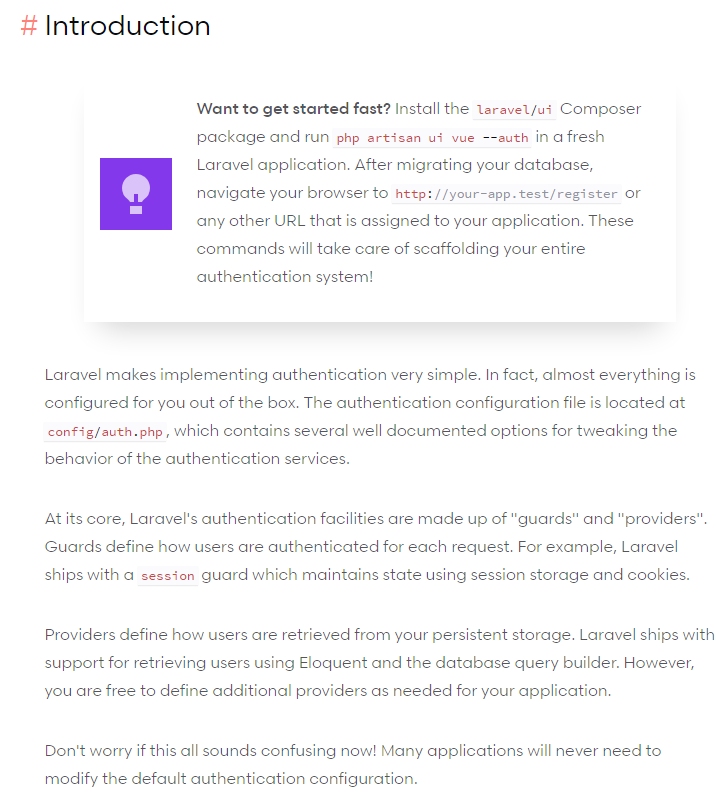 # Introduction
Want to get started fast? Install the laravel/ui Composer
package and run php artisan ui vue --auth in a fresh
Laravel application. After migrating your database,
navigate your browser to http://your-app.test/register or
any other URL that is assigned to your application. These
commands will take care of scaffolding your entire
authentication system!
Laravel makes implementing authentication very simple. In fact, almost everything is
configured for you out of the box. The authentication configuration file is located at
config/auth.php, which contains several well documented options for tweaking the
behavior of the authentication services.
At its core, Laravel's authentication facilities are made up of "guards" and "providers".
Guards define how users are authenticated for each request. For example, Laravel
ships with a session guard which maintains state using session storage and cookies.
Providers define how users are retrieved from your persistent storage. Laravel ships with
support for retrieving users using Eloquent and the database query builder. However,
you are free to define additional providers as needed for your application.
Don't worry if this all sounds confusing now! Many applications will never need to
modify the default authentication configuration.